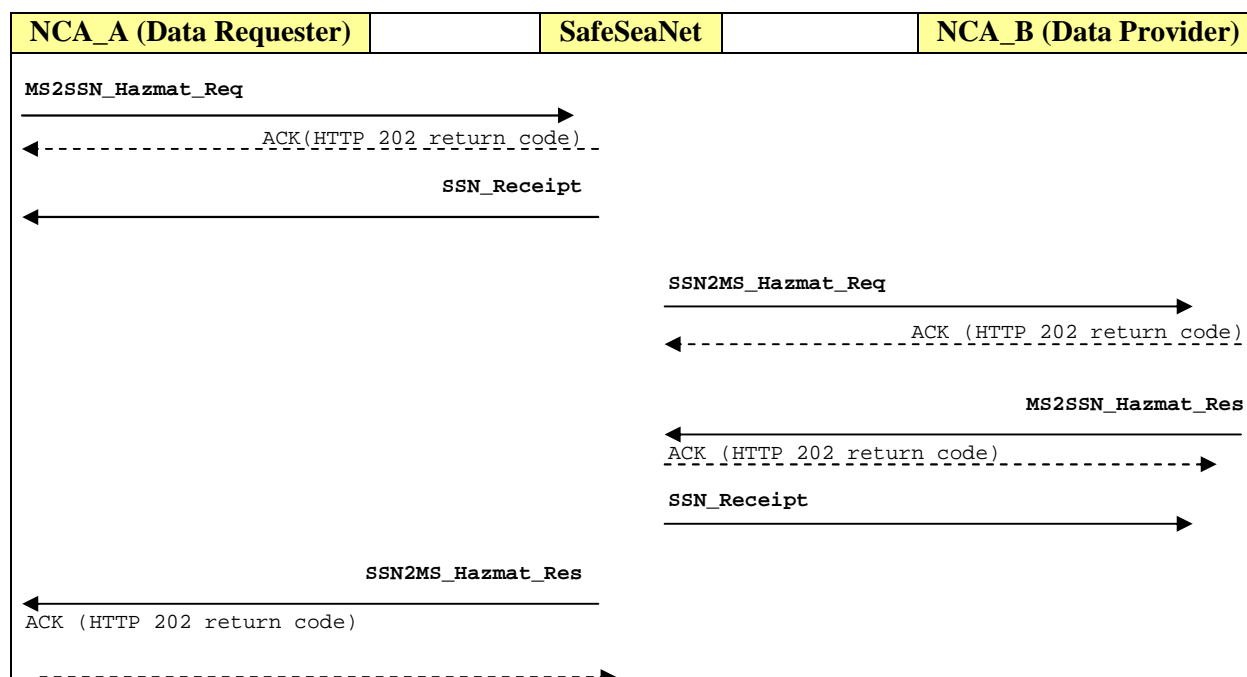 NCA_A (Data Requester) SafeSeaNet NCA_B (Data Provider)
MS2SSN_Hazmat_Req
ACK(HTTP 202 return code)
SSN_Receipt
SSN2MS_Hazmat_Req
ACK (HTTP 202 return code)
MS2SSN_Hazmat_Res
ACK (HTTP 202 return code)
SSN_Receipt
SSN2MS_Hazmat_Res
ACK (HTTP 202 return code)